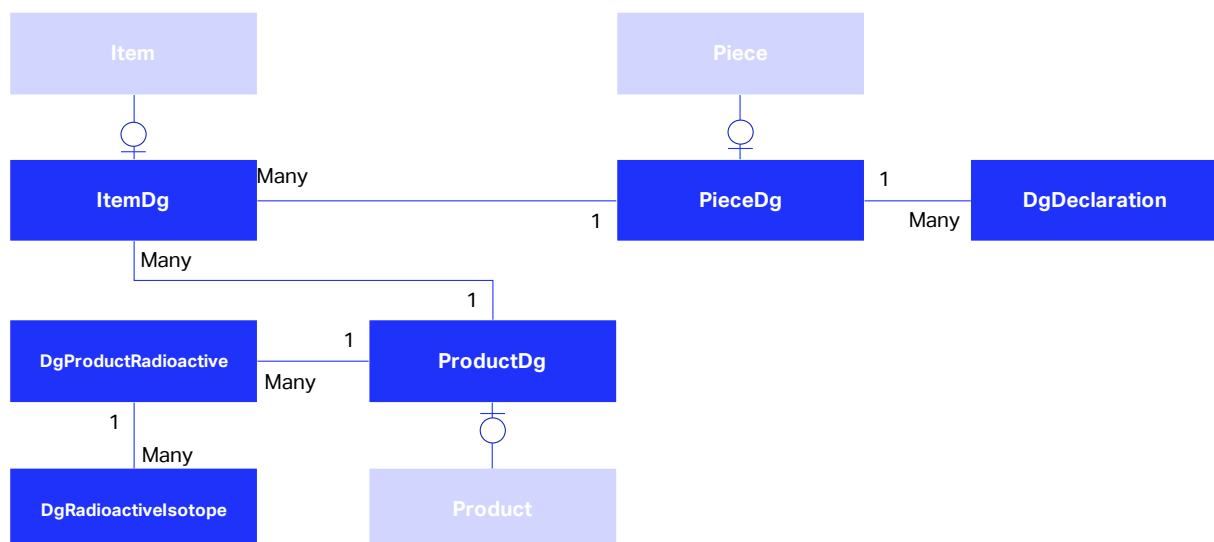 Item
Piece
Many
ItemDg
1
PieceDg
1
Many
DgDeclaration
Many
1
DgProductRadioactive
1
Many
ProductDg
1
Many
DgRadioactiveIsotope
Product